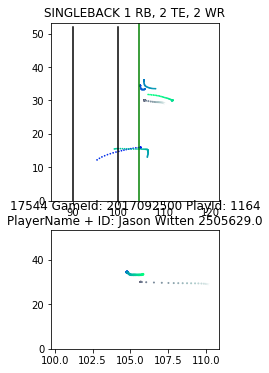 SINGLEBACK 1 RB, 2 TE, 2 WR
50
40
30
20
10
0
90 100 110 120
17544 GameId: 2017092500 PlayId: 1164
PlayerName + ID: Jason Witten 2505629.0
40
20
0
100.0 102.5 105.0 107.5 110.0